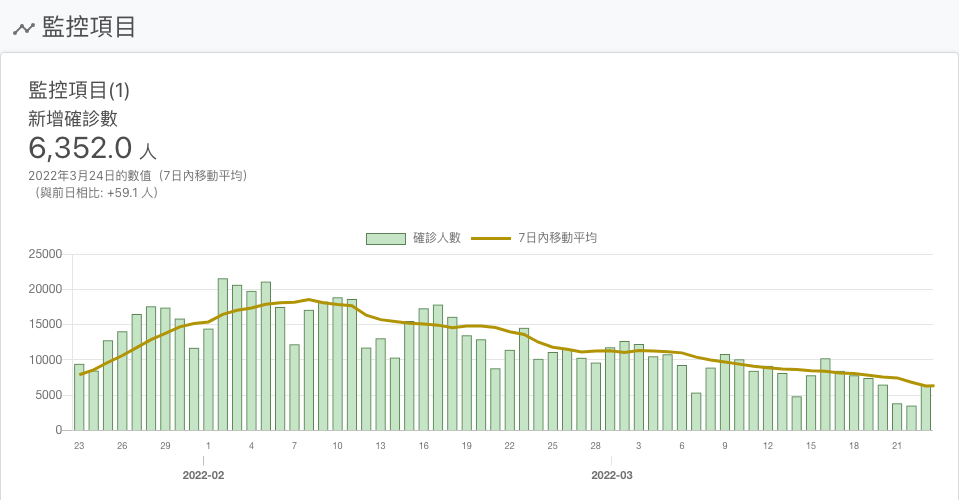 監控項目
監控項目(1)
新增確診數
6,352.0 人
2022年3月24日的數值（7日內移動平均）
（與前日相比: +59.1 人）
確診人數 7日內移動平均
25000
20000
15000
10000
5000
0
23 26 29 1 4 7 10 13 16 19 22 25 28 3 6 9 12 15 18 21
2022-02 2022-03